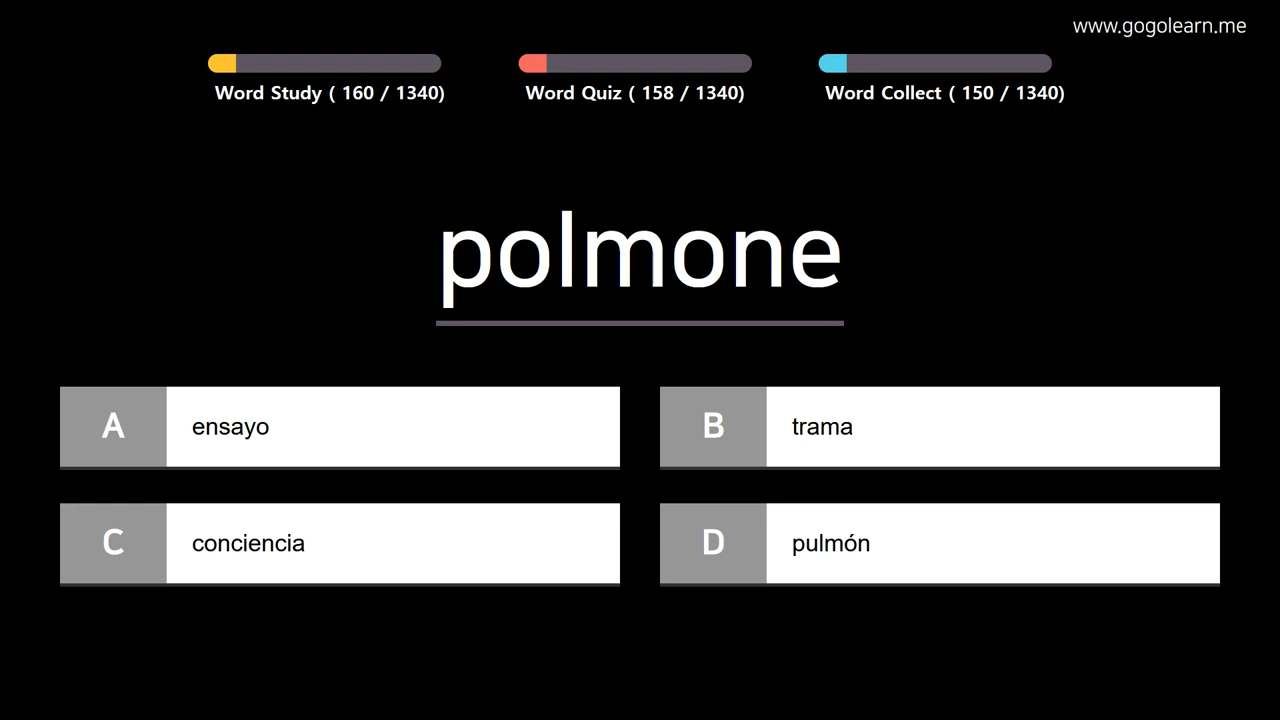 www.gogolearn.me
Word Study ( 160 / 1340)
Word Quiz ( 158 / 1340)
Word Collect ( 150 / 1340)
polmone
A ensayo
B trama
C conciencia
D pulmón